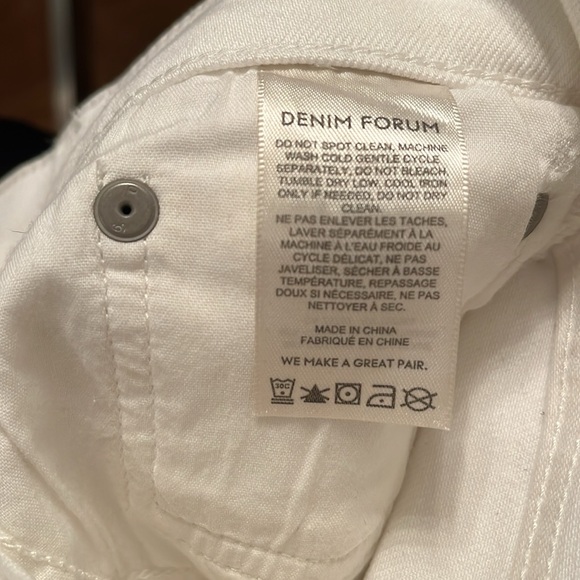 DENIM FORUM
DO NOT SPOT CLEAN, MACHINE
WASH COLD GENTLE CYCLE
SEPARATELY, DO NOT BLEACH,
TUMBLE DRY LOW, COOL IRON
ONLY IF NEEDED, DO NOT DRY
CLEAN.
NE PAS ENLEVER LES TACHES,
LAVER SÉPARÉMENT À LA
MACHINE À L'EAU FROIDE AU
CYCLE DÉLICAT, NE PAS
JAVELISER, SÉCHER À BASSE
TEMPÉRATURE, REPASSAGE
DOUX SI NÉCESSAIRE, NE PAS
NETTOYER À SEC.
MADE IN CHINA
FABRIQUÉ EN CHINE
WE MAKE A GREAT PAIR.
30C